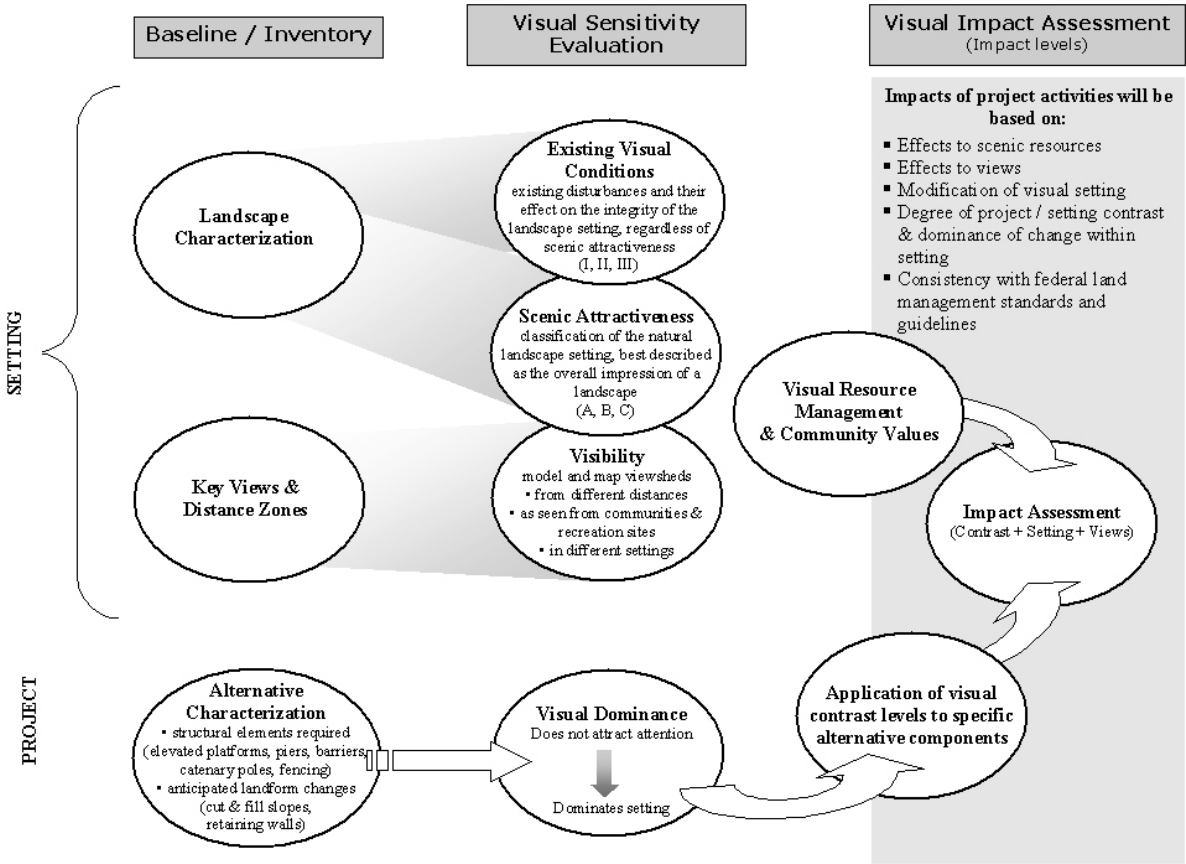 Baseline / Inventory
Visual Sensitivity
Evaluation
Visual Impact Assessment
(Impact levels)
SETTING
Landscape
Characterization
Key Views &
Distance Zones
Existing Visual
Conditions
existing disturbances and their
effect on the integrity of the
landscape setting, regardless of
scenic attractiveness
(I, II, III)
Scenic Attractiveness
classification of the natural
landscape setting, best described
as the overall impression of a
landscape
(A, B, C)
Visibility
model and map viewsheds
▪ from different distances
▪ as seen from communities &
recreation sites
▪ in different settings
Impacts of project activities will be
based on:
▪ Effects to scenic resources
▪ Effects to views
▪ Modification of visual setting
▪ Degree of project / setting contrast
& dominance of change within
setting
▪ Consistency with federal land
management standards and
guidelines
Visual Resource
Management
& Community Values
Impact Assessment
(Contrast + Setting + Views)
PROJECT
Alternative
Characterization
▪ structural elements required
(elevated platforms, piers, barriers,
catenary poles, fencing)
▪ anticipated landform changes
(cut & fill slopes,
retaining walls)
Visual Dominance
Does not attract attention
Dominates setting
Application of visual
contrast levels to specific
alternative components